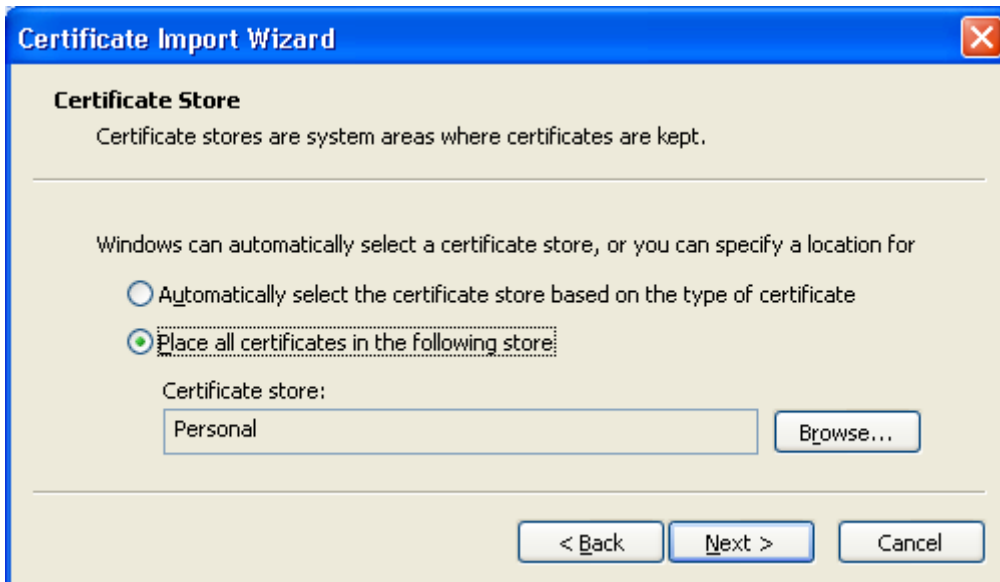 Certificate Import Wizard
Certificate Store
Certificate stores are system areas where certificates are kept.
Windows can automatically select a certificate store, or you can specify a location for
Automatically select the certificate store based on the type of certificate
Place all certificates in the following store
Certificate store:
Personal
Browse...
< Back
Next >
Cancel